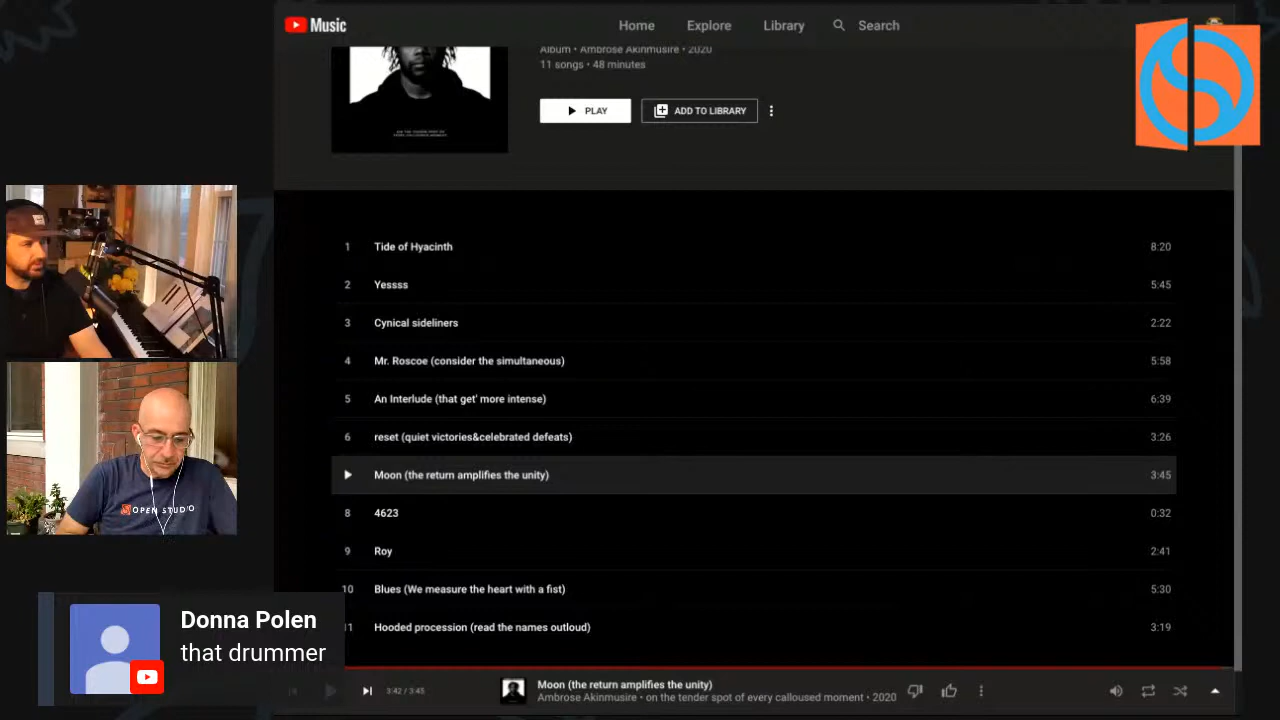 Music
Home
Explore
Library
Search
Album • Ambrose Akinmusire • 2020
11 songs • 48 minutes
PLAY
ADD TO LIBRARY
1 Tide of Hyacinth 8:20
2 Yessss 5:45
3 Cynical sideliners 2:22
4 Mr. Roscoe (consider the simultaneous) 5:58
5 An Interlude (that get' more intense) 6:39
6 reset (quiet victories&celebrated defeats) 3:26
Moon (the return amplifies the unity) 3:45
8 4623 0:32
9 Roy 2:41
10 Blues (We measure the heart with a fist) 5:30
11 Hooded procession (read the names outloud) 3:19
OPEN STUDIO
Donna Polen
that drummer
3:42 / 3:45
Moon (the return amplifies the unity)
Ambrose Akinmusire • on the tender spot of every calloused moment • 2020